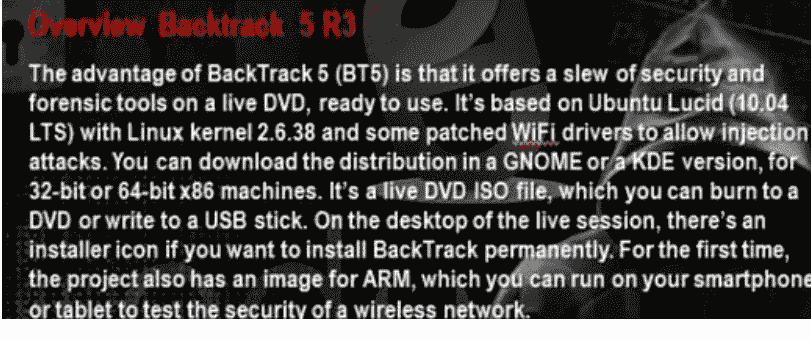 Overview Backtrack 5 R3
The advantage of BackTrack 5 (BT5) is that it offers a slew of security and
forensic tools on a live DVD, ready to use. It's based on Ubuntu Lucid (10.04
LTS) with Linux kernel 2.6.38 and some patched WiFi drivers to allow injection
attacks. You can download the distribution in a GNOME or a KDE version, for
32-bit or 64-bit x86 machines. It's a live DVD ISO file, which you can burn to a
DVD or write to a USB stick. On the desktop of the live session, there's an
installer icon if you want to install BackTrack permanently. For the first time,
the project also has an image for ARM, which you can run on your smartphone
or tablet to test the security of a wireless network.